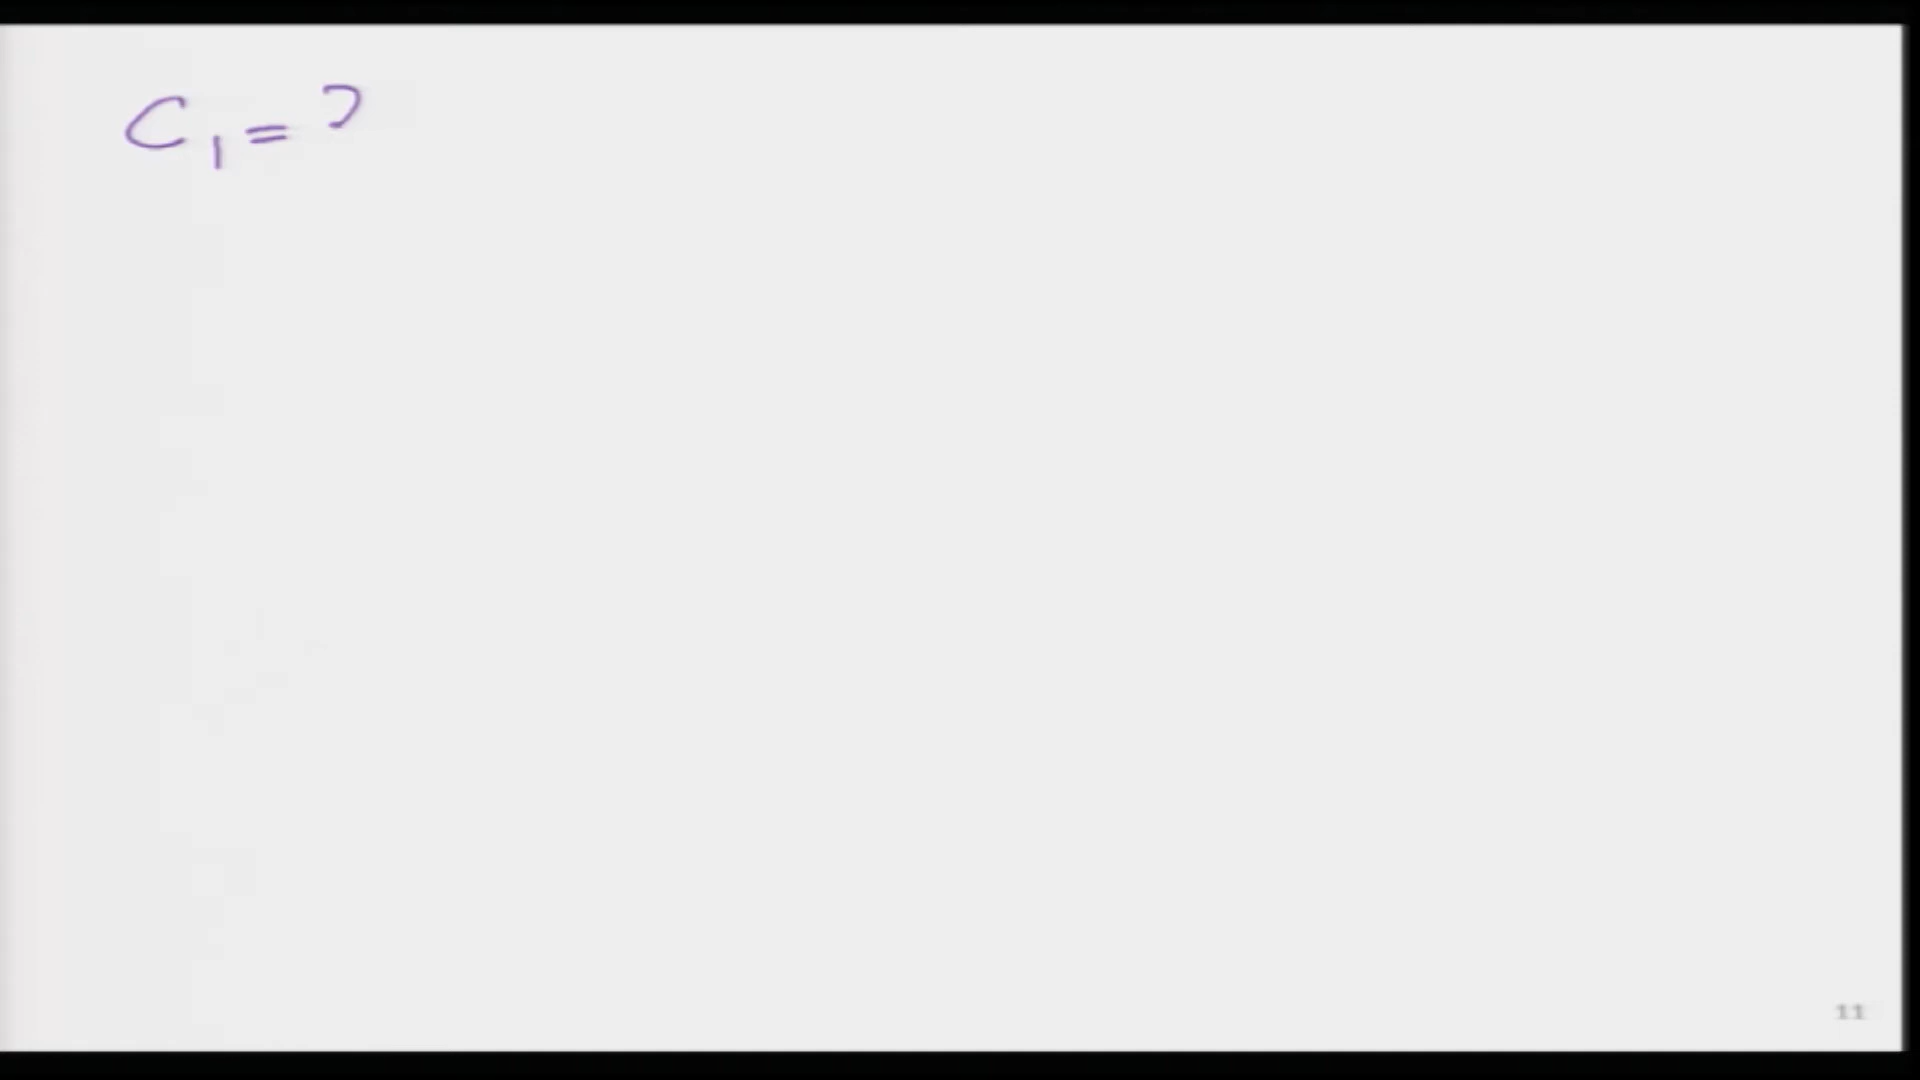 C₁ =
11